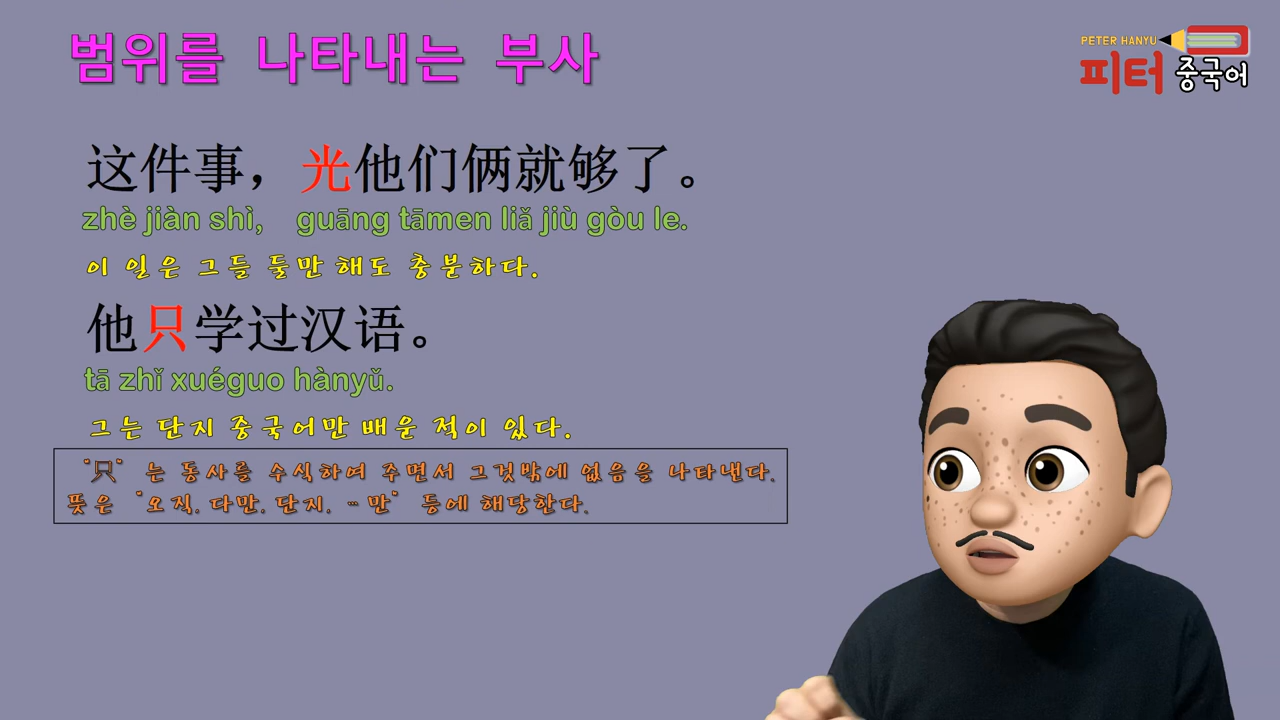 범위를 나타내는 부사
PETER HANYU
피터 중국어
这件事，光他们俩就够了。
zhè jiàn shì, guāng tāmen liǎ jiù gòu le.
이 일은 그들 둘만 해도 충분하다.
他只学过汉语。
tā zhǐ xuéguo hànyǔ.
그는 단지 중국어만 배운 적이 있다.
"只" 는 동사를 수식하여 주면서 그것밖에 없음을 나타낸다.
뜻은 "오직, 다만, 단지, …만" 등에 해당한다.